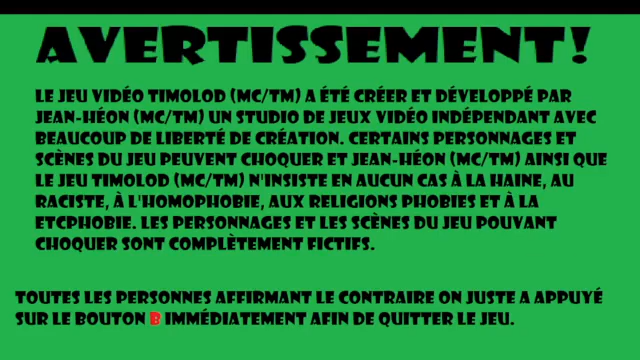 AVERTISSEMENT!
LE JEU VIDÉO TIMOLOD (MC/TM) A ÉTÉ CRÉER ET DÉVELOPPÉ PAR
JEAN-HÉON (MC/TM) UN STUDIO DE JEUX VIDÉO INDÉPENDANT AVEC
BEAUCOUP DE LIBERTÉ DE CRÉATION. CERTAINS PERSONNAGES ET
SCÈNES DU JEU PEUVENT CHOQUER ET JEAN-HÉON (MC/TM) AINSI QUE
LE JEU TIMOLOD (MC/TM) N'INSISTE EN AUCUN CAS À LA HAINE, AU
RACISTE, À L'HOMOPHOBIE, AUX RELIGIONS PHOBIES ET À LA
ETCPHOBIE. LES PERSONNAGES ET LES SCÈNES DU JEU POUVANT
CHOQUER SONT COMPLÈTEMENT FICTIFS.
TOUTES LES PERSONNES AFFIRMANT LE CONTRAIRE ON JUSTE A APPUYÉ
SUR LE BOUTON B IMMÉDIATEMENT AFIN DE QUITTER LE JEU.